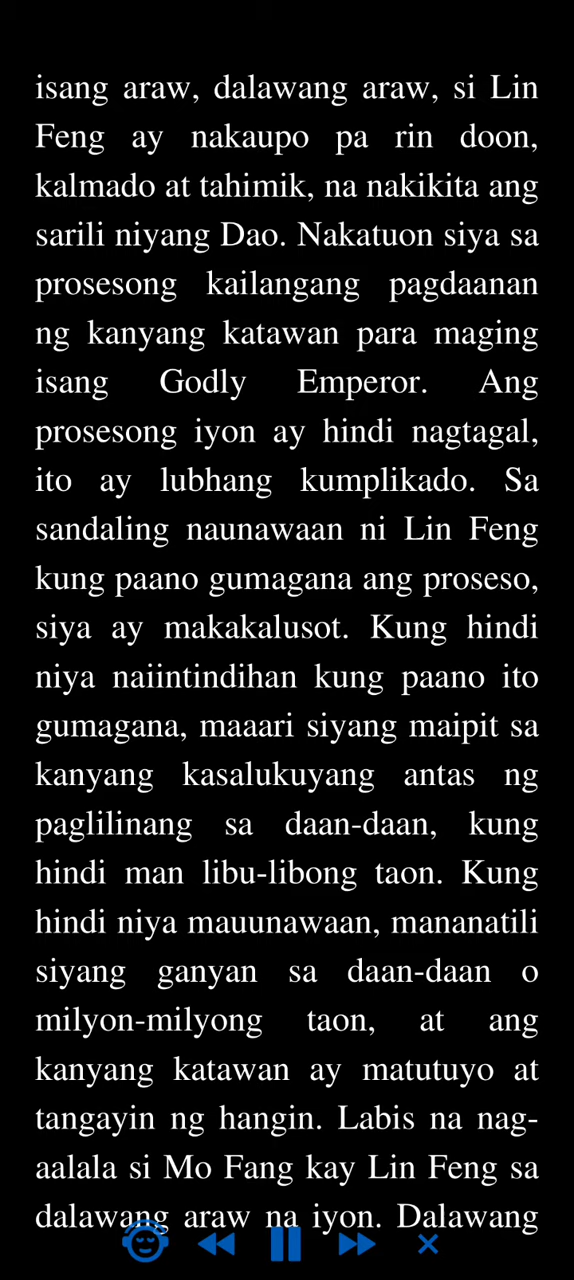 isang araw, dalawang araw, si Lin
Feng ay nakaupo pa rin doon,
kalmado at tahimik, na nakikita ang
sarili niyang Dao. Nakatuon siya sa
prosesong kailangang pagdaanan
ng kanyang katawan para maging
isang Godly Emperor. Ang
prosesong iyon ay hindi nagtagal,
ito ay lubhang kumplikado. Sa
sandaling naunawaan ni Lin Feng
kung paano gumagana ang proseso,
siya ay makakalusot. Kung hindi
niya naiintindihan kung paano ito
gumagana, maaari siyang maipit sa
kanyang kasalukuyang antas ng
paglilinang sa daan-daan, kung
hindi man libu-libong taon. Kung
hindi niya mauunawaan, mananatili
siyang ganyan sa daan-daan o
milyon-milyong taon, at ang
kanyang katawan ay matutuyo at
tangayin ng hangin. Labis na nag-
aalala si Mo Fang kay Lin Feng sa
dalawang araw na iyon. Dalawang